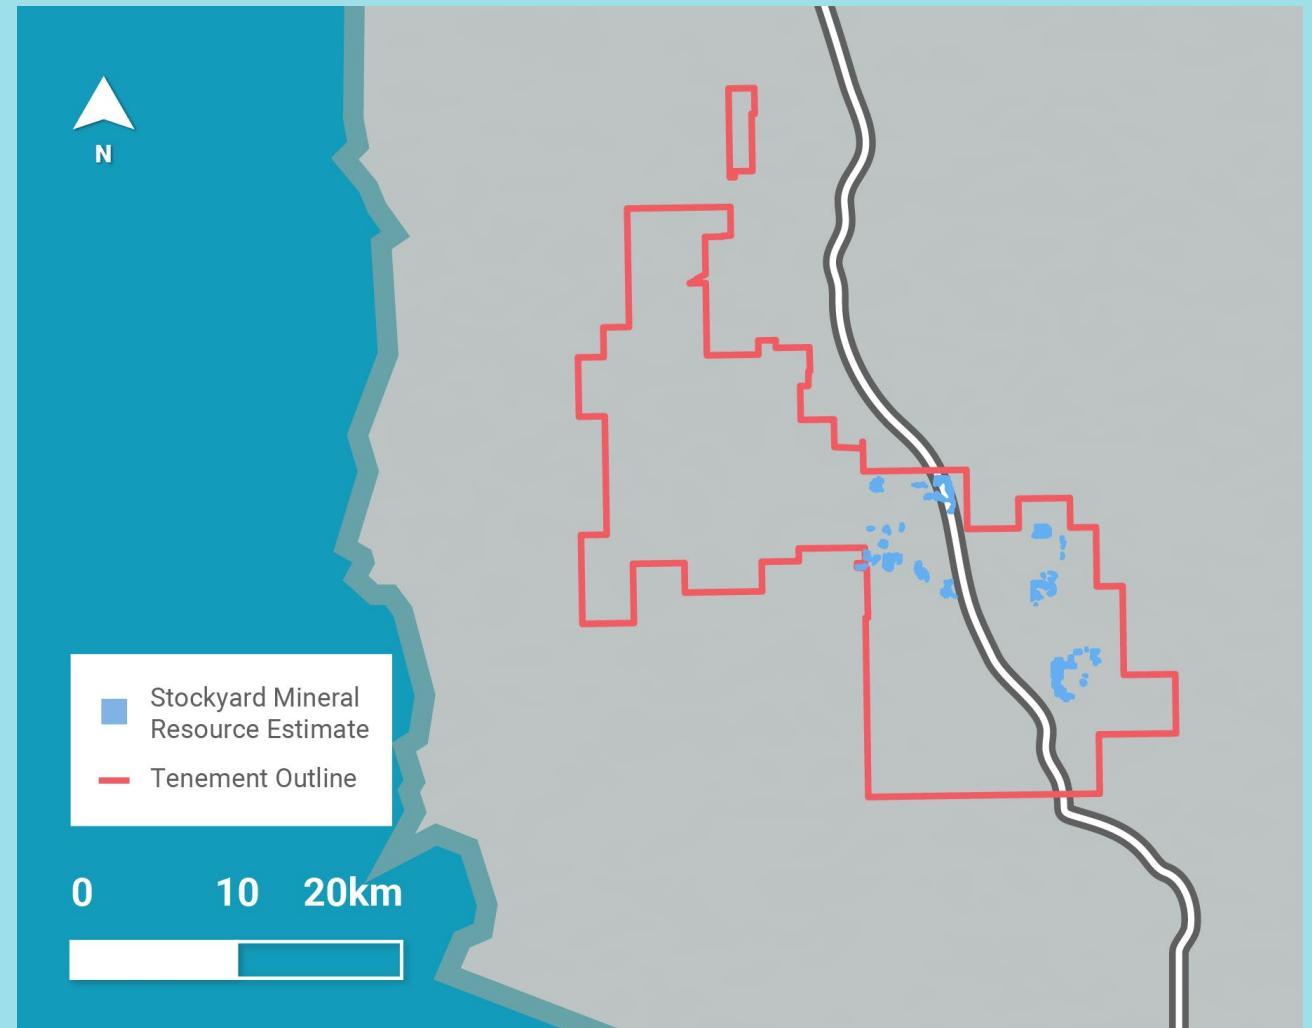 N
Stockyard Mineral
Resource Estimate
Tenement Outline
0 10 20km